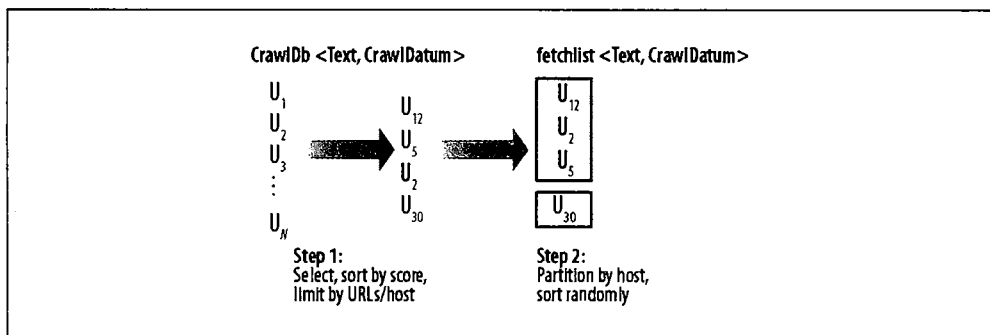 CrawlDb <Text, CrawlDatum>
U1
U2
U3
⋮
UN
U12
U5
U2
U30
Step 1:
Select, sort by score,
limit by URLs/host
fetchlist <Text, CrawlDatum>
U12
U2
U5
U30
Step 2:
Partition by host,
sort randomly